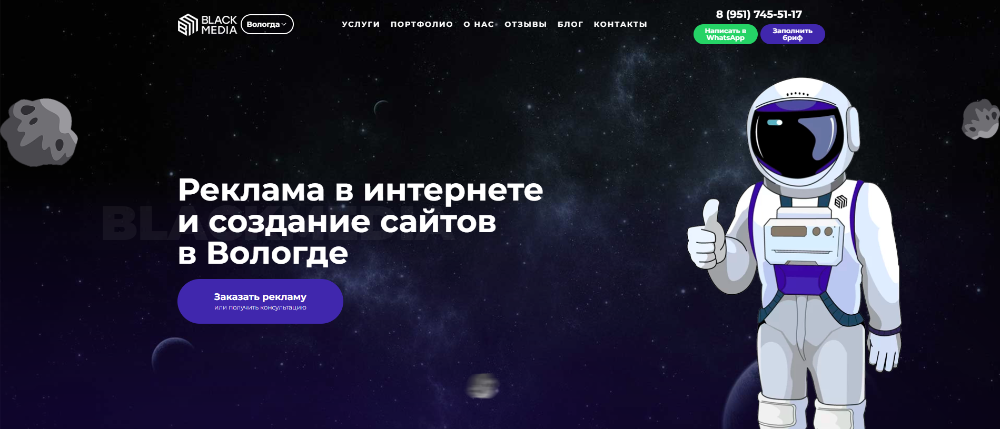 BLACK
MEDIA
Вологда
УСЛУГИ ПОРТФОЛИО О НАС ОТЗЫВЫ БЛОГ КОНТАКТЫ
8 (951) 745-51-17
Написать в
WhatsApp
Заполнить
бриф
BLACKMEDIA
Реклама в интернете
и создание сайтов
в Вологде
Заказать рекламу
или получить консультацию